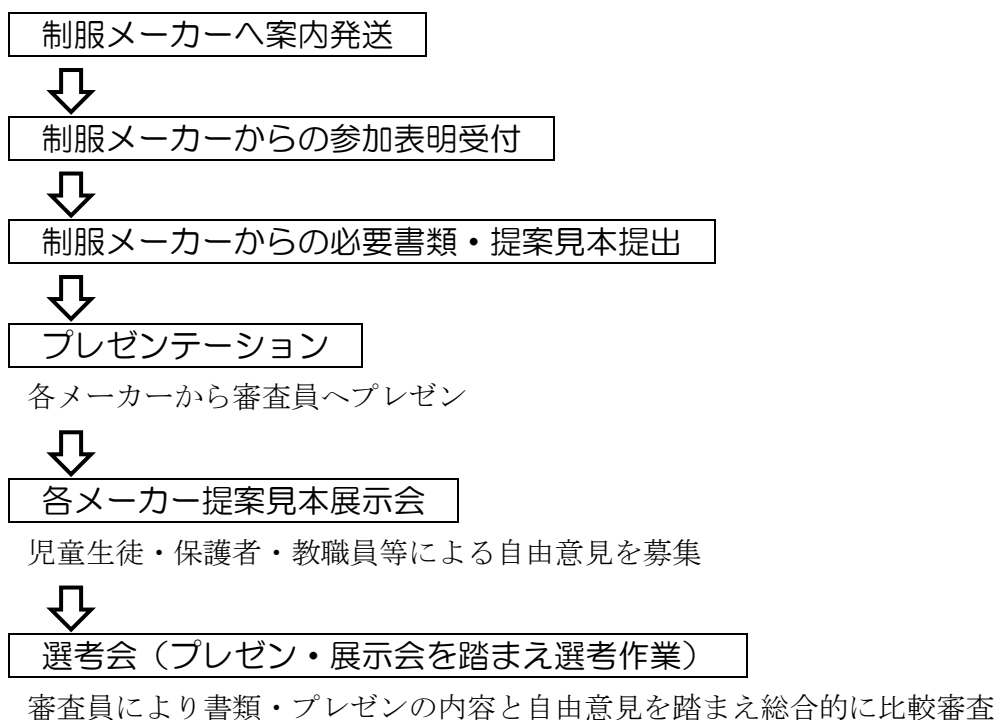 制服メーカーへ案内発送
制服メーカーからの参加表明受付
制服メーカーからの必要書類・提案見本提出
プレゼンテーション
各メーカーから審査員へプレゼン
各メーカー提案見本展示会
児童生徒・保護者・教職員等による自由意見を募集
選考会（プレゼン・展示会を踏まえ選考作業）
審査員により書類・プレゼンの内容と自由意見を踏まえ総合的に比較審査